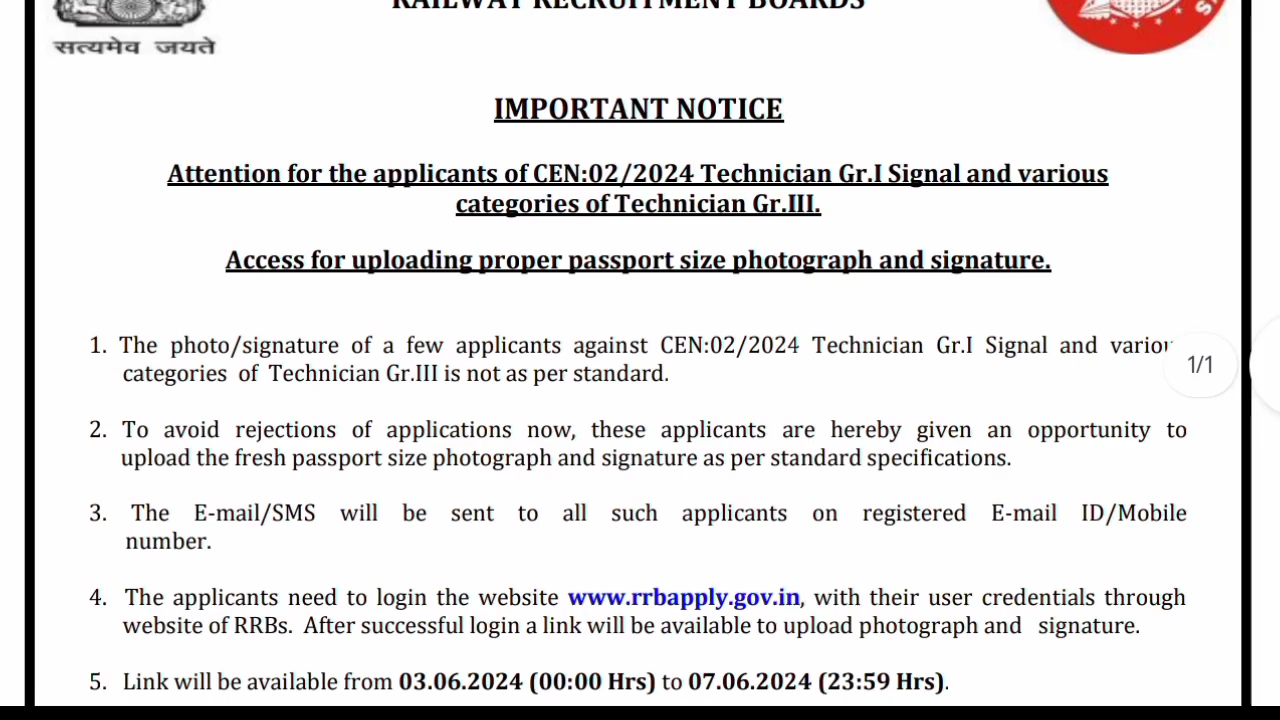 RAILWAY RECRUITMENT BOARDS
सत्यमेव जयते
IMPORTANT NOTICE
Attention for the applicants of CEN:02/2024 Technician Gr.I Signal and various
categories of Technician Gr.III.
Access for uploading proper passport size photograph and signature.
1. The photo/signature of a few applicants against CEN:02/2024 Technician Gr.I Signal and variou
categories of Technician Gr.III is not as per standard.
1/1
2. To avoid rejections of applications now, these applicants are hereby given an opportunity to
upload the fresh passport size photograph and signature as per standard specifications.
3. The E-mail/SMS will be sent to all such applicants on registered E-mail ID/Mobile
number.
4. The applicants need to login the website www.rrbapply.gov.in, with their user credentials through
website of RRBs. After successful login a link will be available to upload photograph and signature.
5. Link will be available from 03.06.2024 (00:00 Hrs) to 07.06.2024 (23:59 Hrs).